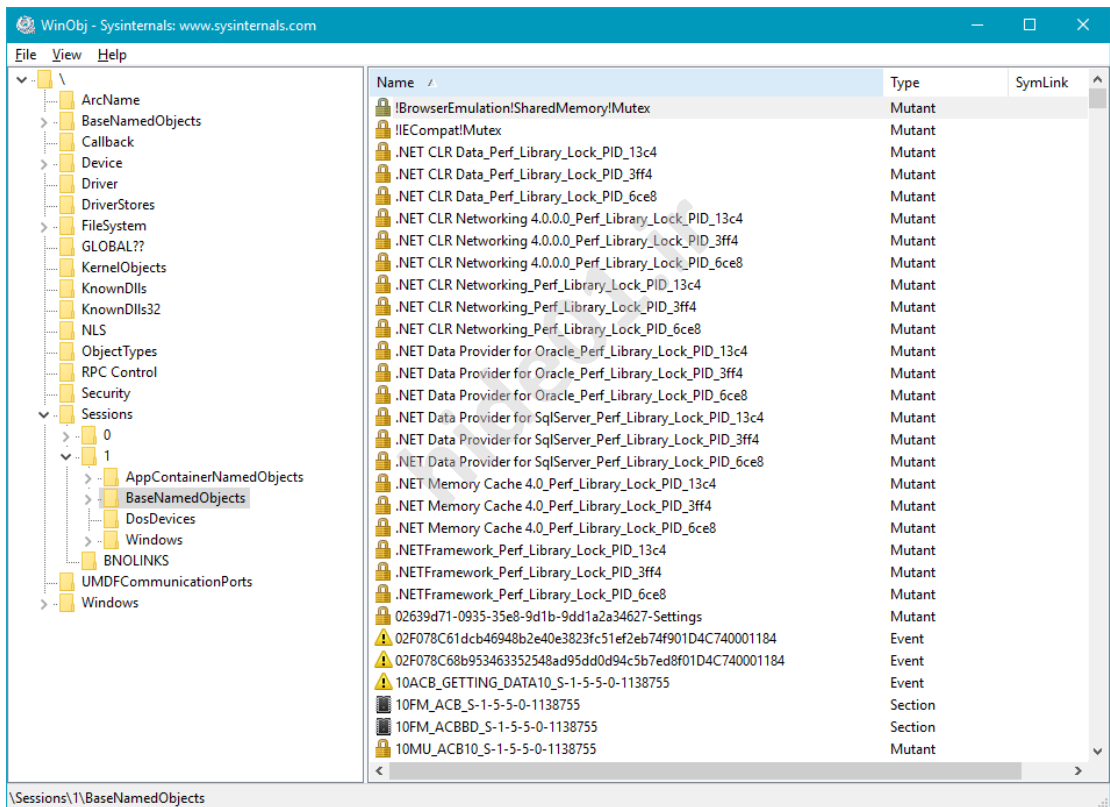 WinObj - Sysinternals: www.sysinternals.com
File View Help
\
ArcName
BaseNamedObjects
Callback
Device
Driver
DriverStores
FileSystem
GLOBAL??
KernelObjects
KnownDlls
KnownDlls32
NLS
ObjectTypes
RPC Control
Security
Sessions
0
1
AppContainerNamedObjects
BaseNamedObjects
DosDevices
Windows
BNOLINKS
UMDFCommunicationPorts
Windows
Name Type SymLink
!BrowserEmulation!SharedMemory!Mutex Mutant
!IECompat!Mutex Mutant
.NET CLR Data_Perf_Library_Lock_PID_13c4 Mutant
.NET CLR Data_Perf_Library_Lock_PID_3ff4 Mutant
.NET CLR Data_Perf_Library_Lock_PID_6ce8 Mutant
.NET CLR Networking 4.0.0.0_Perf_Library_Lock_PID_13c4 Mutant
.NET CLR Networking 4.0.0.0_Perf_Library_Lock_PID_3ff4 Mutant
.NET CLR Networking 4.0.0.0_Perf_Library_Lock_PID_6ce8 Mutant
.NET CLR Networking_Perf_Library_Lock_PID_13c4 Mutant
.NET CLR Networking_Perf_Library_Lock_PID_3ff4 Mutant
.NET CLR Networking_Perf_Library_Lock_PID_6ce8 Mutant
.NET Data Provider for Oracle_Perf_Library_Lock_PID_13c4 Mutant
.NET Data Provider for Oracle_Perf_Library_Lock_PID_3ff4 Mutant
.NET Data Provider for Oracle_Perf_Library_Lock_PID_6ce8 Mutant
.NET Data Provider for SqlServer_Perf_Library_Lock_PID_13c4 Mutant
.NET Data Provider for SqlServer_Perf_Library_Lock_PID_3ff4 Mutant
.NET Data Provider for SqlServer_Perf_Library_Lock_PID_6ce8 Mutant
.NET Memory Cache 4.0_Perf_Library_Lock_PID_13c4 Mutant
.NET Memory Cache 4.0_Perf_Library_Lock_PID_3ff4 Mutant
.NET Memory Cache 4.0_Perf_Library_Lock_PID_6ce8 Mutant
.NETFramework_Perf_Library_Lock_PID_13c4 Mutant
.NETFramework_Perf_Library_Lock_PID_3ff4 Mutant
.NETFramework_Perf_Library_Lock_PID_6ce8 Mutant
02639d71-0935-35e8-9d1b-9dd1a2a34627-Settings Mutant
02F078C61dcb46948b2e40e3823fc51ef2eb74f901D4C740001184 Event
02F078C68b953463352548ad95dd0d94c5b7ed8f01D4C740001184 Event
10ACB_GETTING_DATA10_S-1-5-5-0-1138755 Event
10FM_ACB_S-1-5-5-0-1138755 Section
10FM_ACBBD_S-1-5-5-0-1138755 Section
10MU_ACB10_S-1-5-5-0-1138755 Mutant
\Sessions\1\BaseNamedObjects
hide01.ir